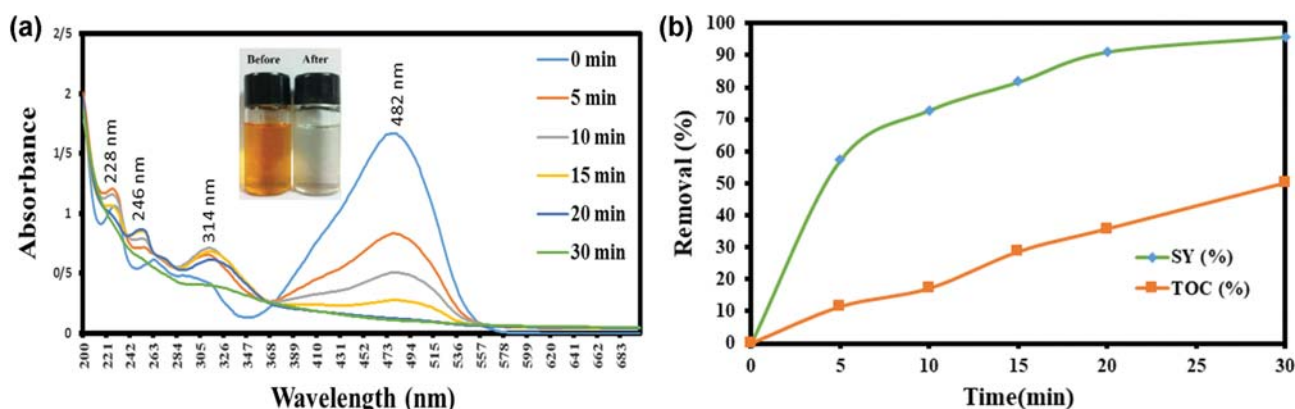 (a)
2/5
2
1/5
1
0/5
0
Absorbance
228 nm
246 nm
314 nm
482 nm
Before After
0 min
5 min
10 min
15 min
20 min
30 min
200 221 242 263 284 305 326 347 368 389 410 431 452 473 494 515 536 557 578 599 620 641 662 683
Wavelength (nm)
(b)
100
90
80
70
60
50
40
30
20
10
0
Removal (%)
SY (%)
TOC (%)
0 5 10 15 20 30
Time(min)